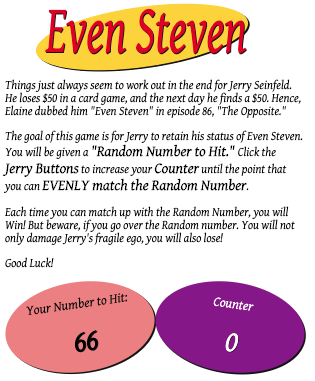 Even Steven
Things just always seem to work out in the end for Jerry Seinfeld.
He loses $50 in a card game, and the next day he finds a $50. Hence,
Elaine dubbed him "Even Steven" in episode 86, "The Opposite."
The goal of this game is for Jerry to retain his status of Even Steven.
You will be given a "Random Number to Hit." Click the
Jerry Buttons to increase your Counter until the point that
you can EVENLY match the Random Number.
Each time you can match up with the Random Number, you will
Win! But beware, if you go over the Random number. You will not
only damage Jerry's fragile ego, you will also lose!
Good Luck!
Your Number to Hit:
66
Counter
0